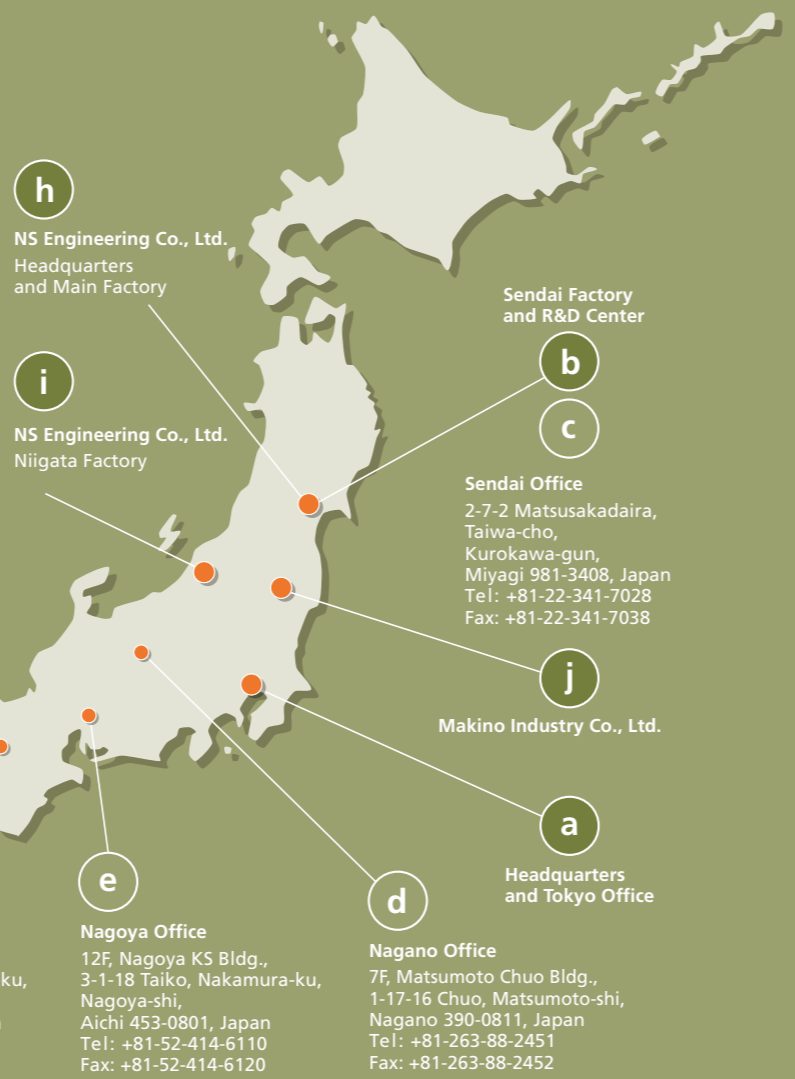 h
NS Engineering Co., Ltd.
Headquarters
and Main Factory
i
NS Engineering Co., Ltd.
Niigata Factory
Sendai Factory
and R&D Center
b
c
Sendai Office
2-7-2 Matsusakadaira,
Taiwa-cho,
Kurokawa-gun,
Miyagi 981-3408, Japan
Tel: +81-22-341-7028
Fax: +81-22-341-7038
j
Makino Industry Co., Ltd.
a
Headquarters
and Tokyo Office
ku,
e
Nagoya Office
12F, Nagoya KS Bldg.,
3-1-18 Taiko, Nakamura-ku,
Nagoya-shi,
Aichi 453-0801, Japan
Tel: +81-52-414-6110
Fax: +81-52-414-6120
d
Nagano Office
7F, Matsumoto Chuo Bldg.,
1-17-16 Chuo, Matsumoto-shi,
Nagano 390-0811, Japan
Tel: +81-263-88-2451
Fax: +81-263-88-2452